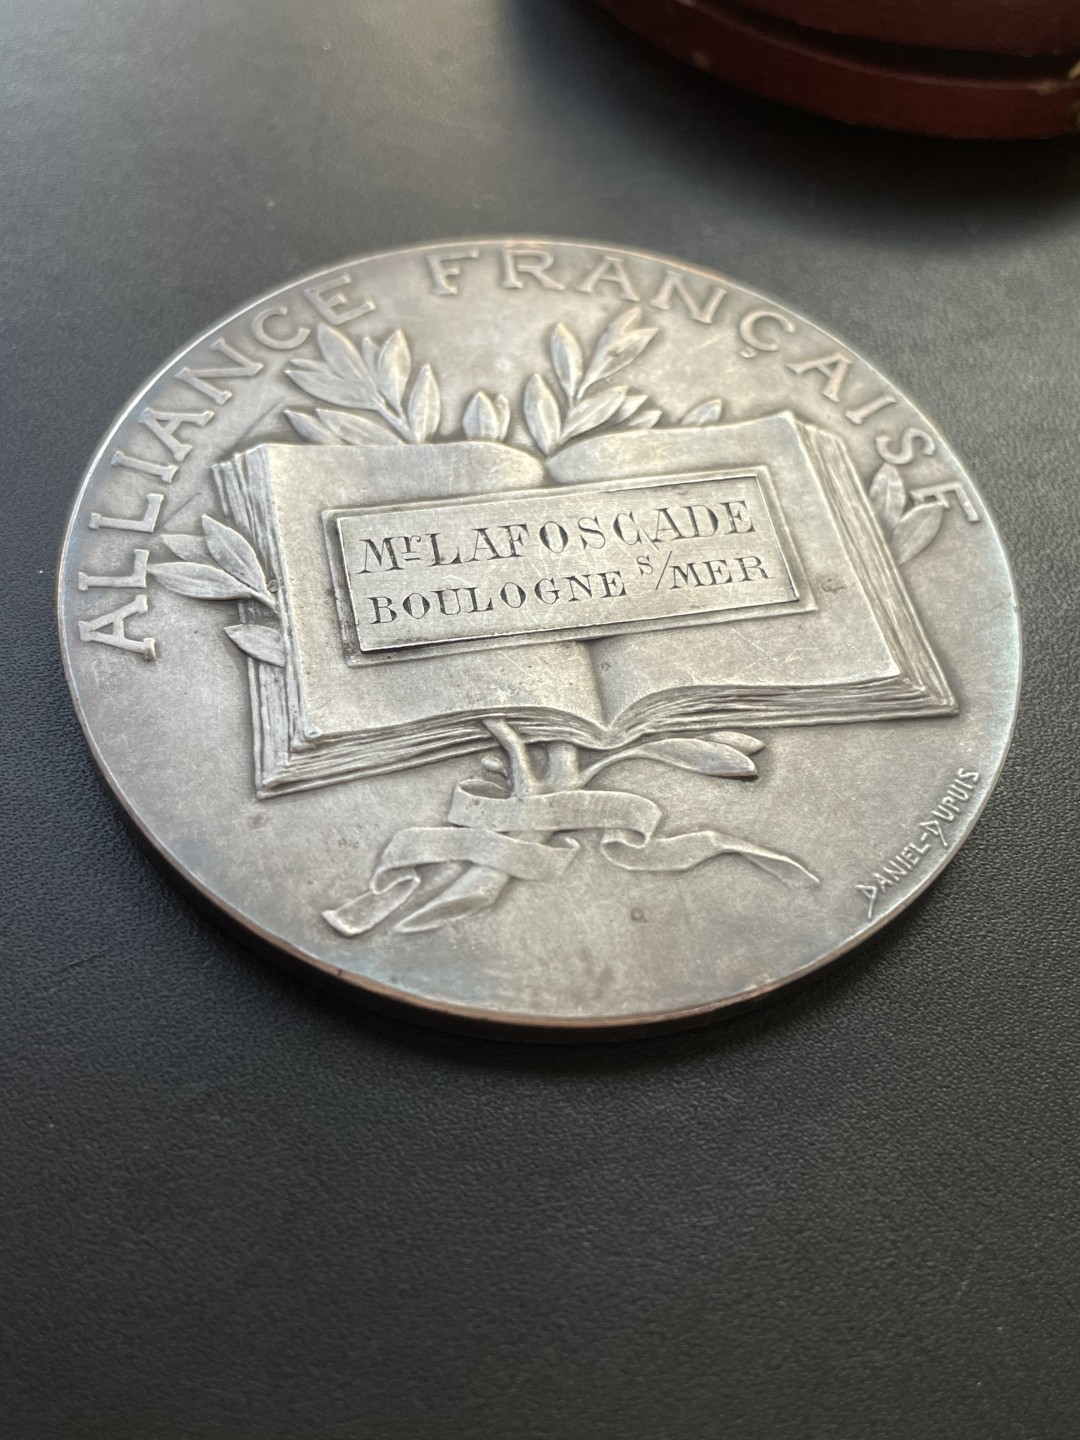 ALLIANCE FRANÇAISE
Mr LAFOSCADE
BOULOGNE S/MER
DANIEL-DUPUIS